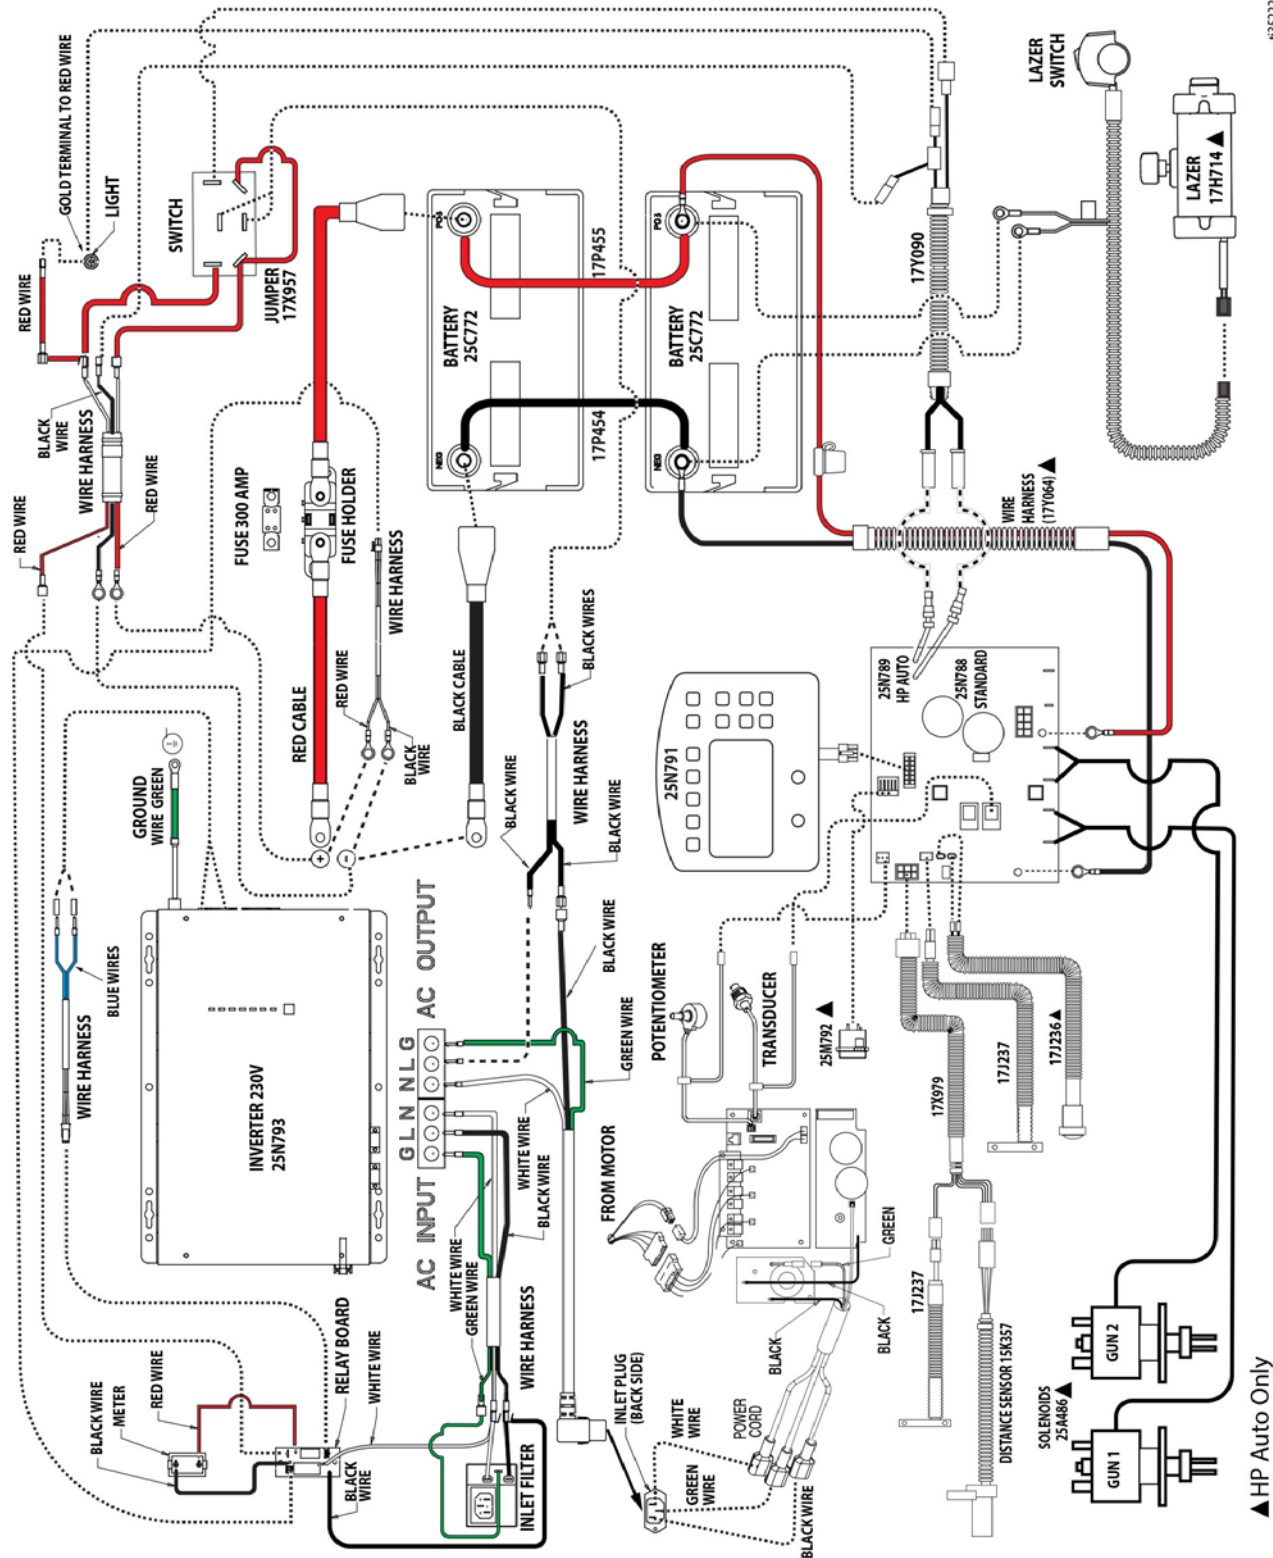 GOLD TERMINAL TO RED WIRE
LIGHT
RED WIRE
SWITCH
JUMPER
17X957
BLACK
WIRE
WIRE HARNESS
RED WIRE
RED WIRE
FUSE 300 AMP
FUSE HOLDER
WIRE HARNESS
RED CABLE
RED WIRE
BLACK
WIRE
+
-
BLACK CABLE
POS
NEG
BATTERY
25C772
17P455
17P454
POS
NEG
BATTERY
25C772
17Y090
LAZER
SWITCH
LAZER
17H714 ▲
WIRE
HARNESS
(17Y064) ▲
GROUND
WIRE GREEN
BLUE WIRES
WIRE HARNESS
INVERTER 230V
25N793
AC OUTPUT
G L N N L G
AC INPUT
BLACK WIRES
WIRE HARNESS
BLACK WIRE
BLACK WIRE
BLACK WIRE
GREEN WIRE
WHITE WIRE
BLACK WIRE
WHITE WIRE
GREEN WIRE
WIRE HARNESS
BLACK WIRE
METER
RED WIRE
RELAY BOARD
WHITE WIRE
BLACK
WIRE
INLET FILTER
INLET PLUG
(BACK SIDE)
WHITE
WIRE
GREEN
WIRE
BLACK WIRE
POWER
CORD
BLACK
BLACK
GREEN
FROM MOTOR
POTENTIOMETER
TRANSDUCER
25M792 ▲
25N791
25N789
HP AUTO
25N788
STANDARD
17X979
17J237
17J236 ▲
17J237
DISTANCE SENSOR 15K357
SOLENOIDS
25A486 ▲
GUN 1
GUN 2
▲HP Auto Only